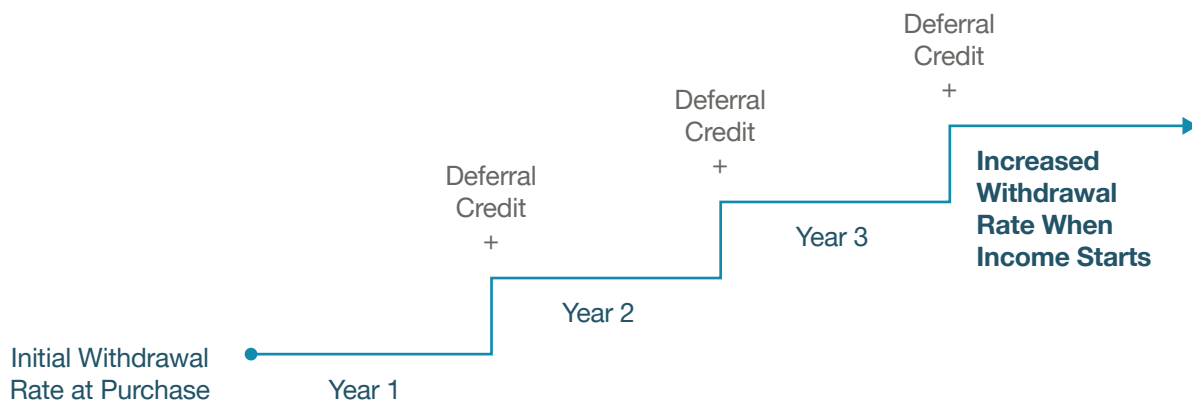 Deferral
Credit
+
Deferral
Credit
+
Deferral
Credit
+
Increased
Withdrawal
Rate When
Income Starts
Year 3
Year 2
Initial Withdrawal
Rate at Purchase
Year 1